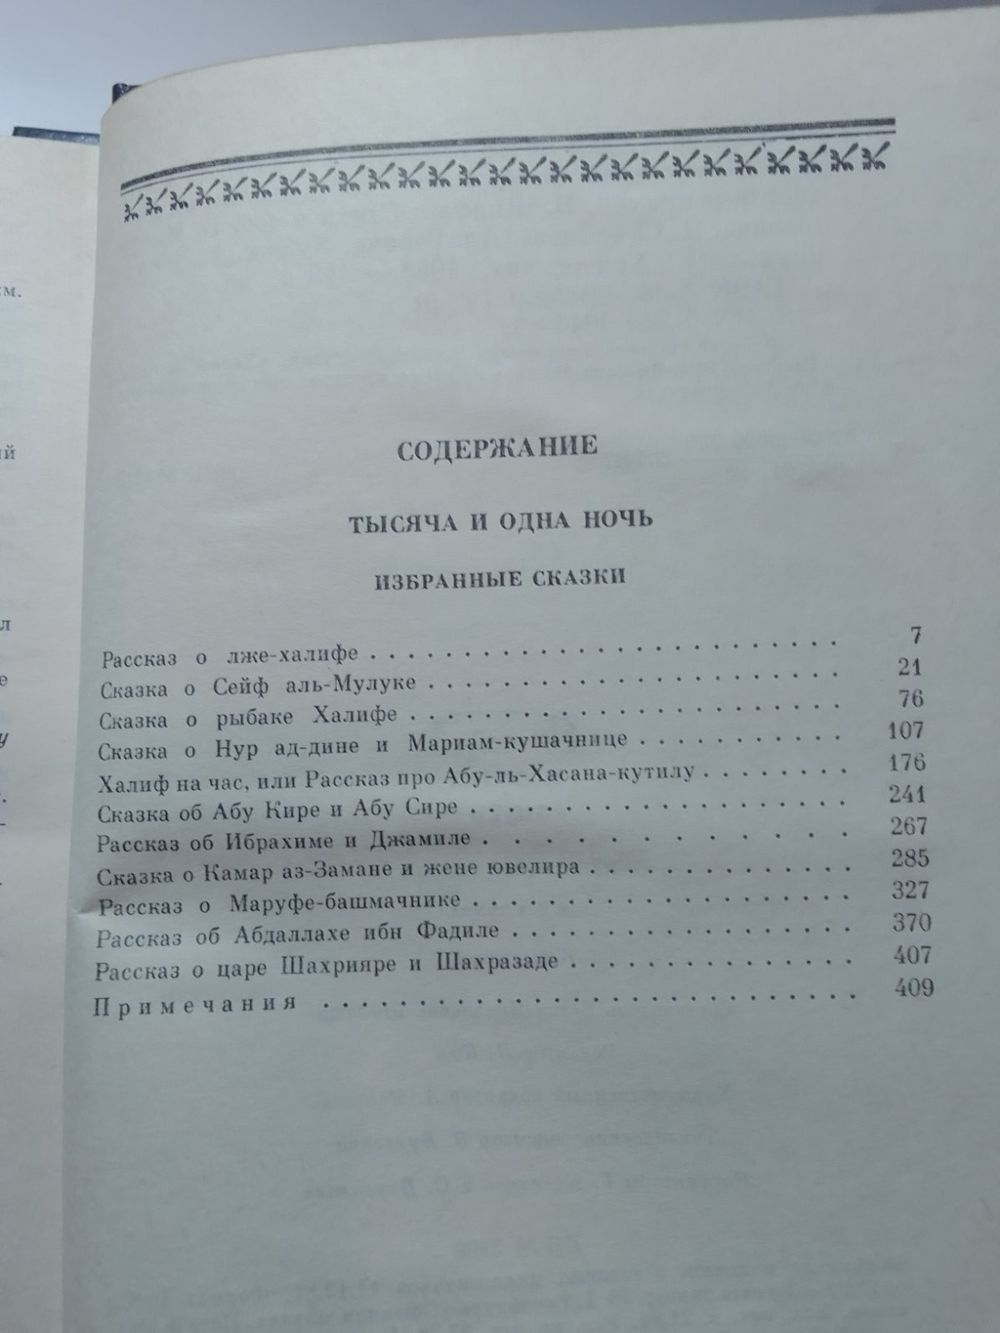 СОДЕРЖАНИЕ
ТЫСЯЧА И ОДНА НОЧЬ
ИЗБРАННЫЕ СКАЗКИ
Рассказ о лже-халифе . . . . . . . . . . . . . . . . . . . . . . 7
Сказка о Сейф аль-Мулуке . . . . . . . . . . . . . . . . . . . 21
Сказка о рыбаке Халифе . . . . . . . . . . . . . . . . . . . . 76
Сказка о Нур ад-дине и Мариам-кушачнице . . . . . . . . . . 107
Халиф на час, или Рассказ про Абу-ль-Хасана-кутилу . . . . . . . 176
Сказка об Абу Кире и Абу Сире . . . . . . . . . . . . . . . . . 241
Рассказ об Ибрахиме и Джамиле . . . . . . . . . . 267
Сказка о Камар аз-Замане и жене ювелира . . . . . . . . . . . . 285
Рассказ о Маруфе-башмачнике . . . . . . . . . . . . . . . . . . 327
Рассказ об Абдаллахе ибн Фадиле . . . . . . . . . . . . . . . . 370
Рассказ о царе Шахрияре и Шахразаде . . . . . . . . . . . . . 407
Примечания . . . . . . . . . . . . . . . . . . . . . . . . . 409